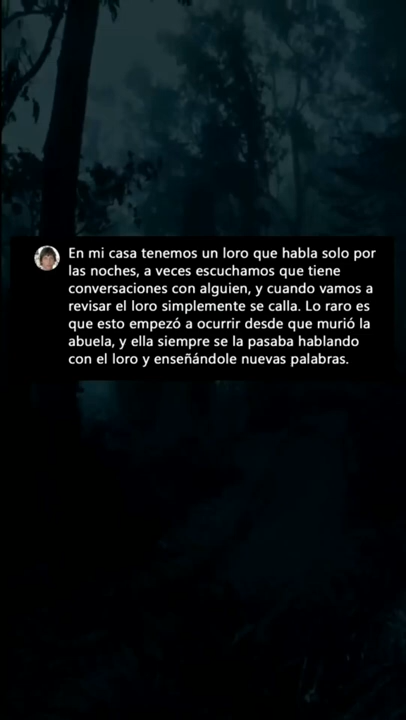 En mi casa tenemos un loro que habla solo por
las noches, a veces escuchamos que tiene
conversaciones con alguien, y cuando vamos a
revisar el loro simplemente se calla. Lo raro es
que esto empezó a ocurrir desde que murió la
abuela, y ella siempre se la pasaba hablando
con el loro y enseñándole nuevas palabras.